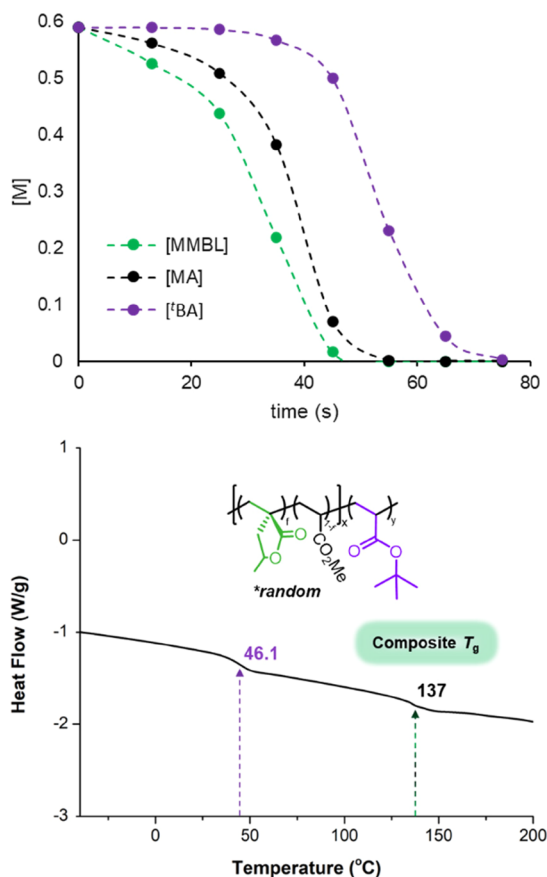 0.6
0.5
0.4
0.3
0.2
0.1
0
[M]
[MMBL]
[MA]
[ᵗBA]
0 20 40 60 80
time (s)
1
0
-1
-2
-3
Heat Flow (W/g)
f 1-f x y
O O CO₂Me O O
*random
Composite Tg
46.1
137
0 50 100 150 200
Temperature (°C)